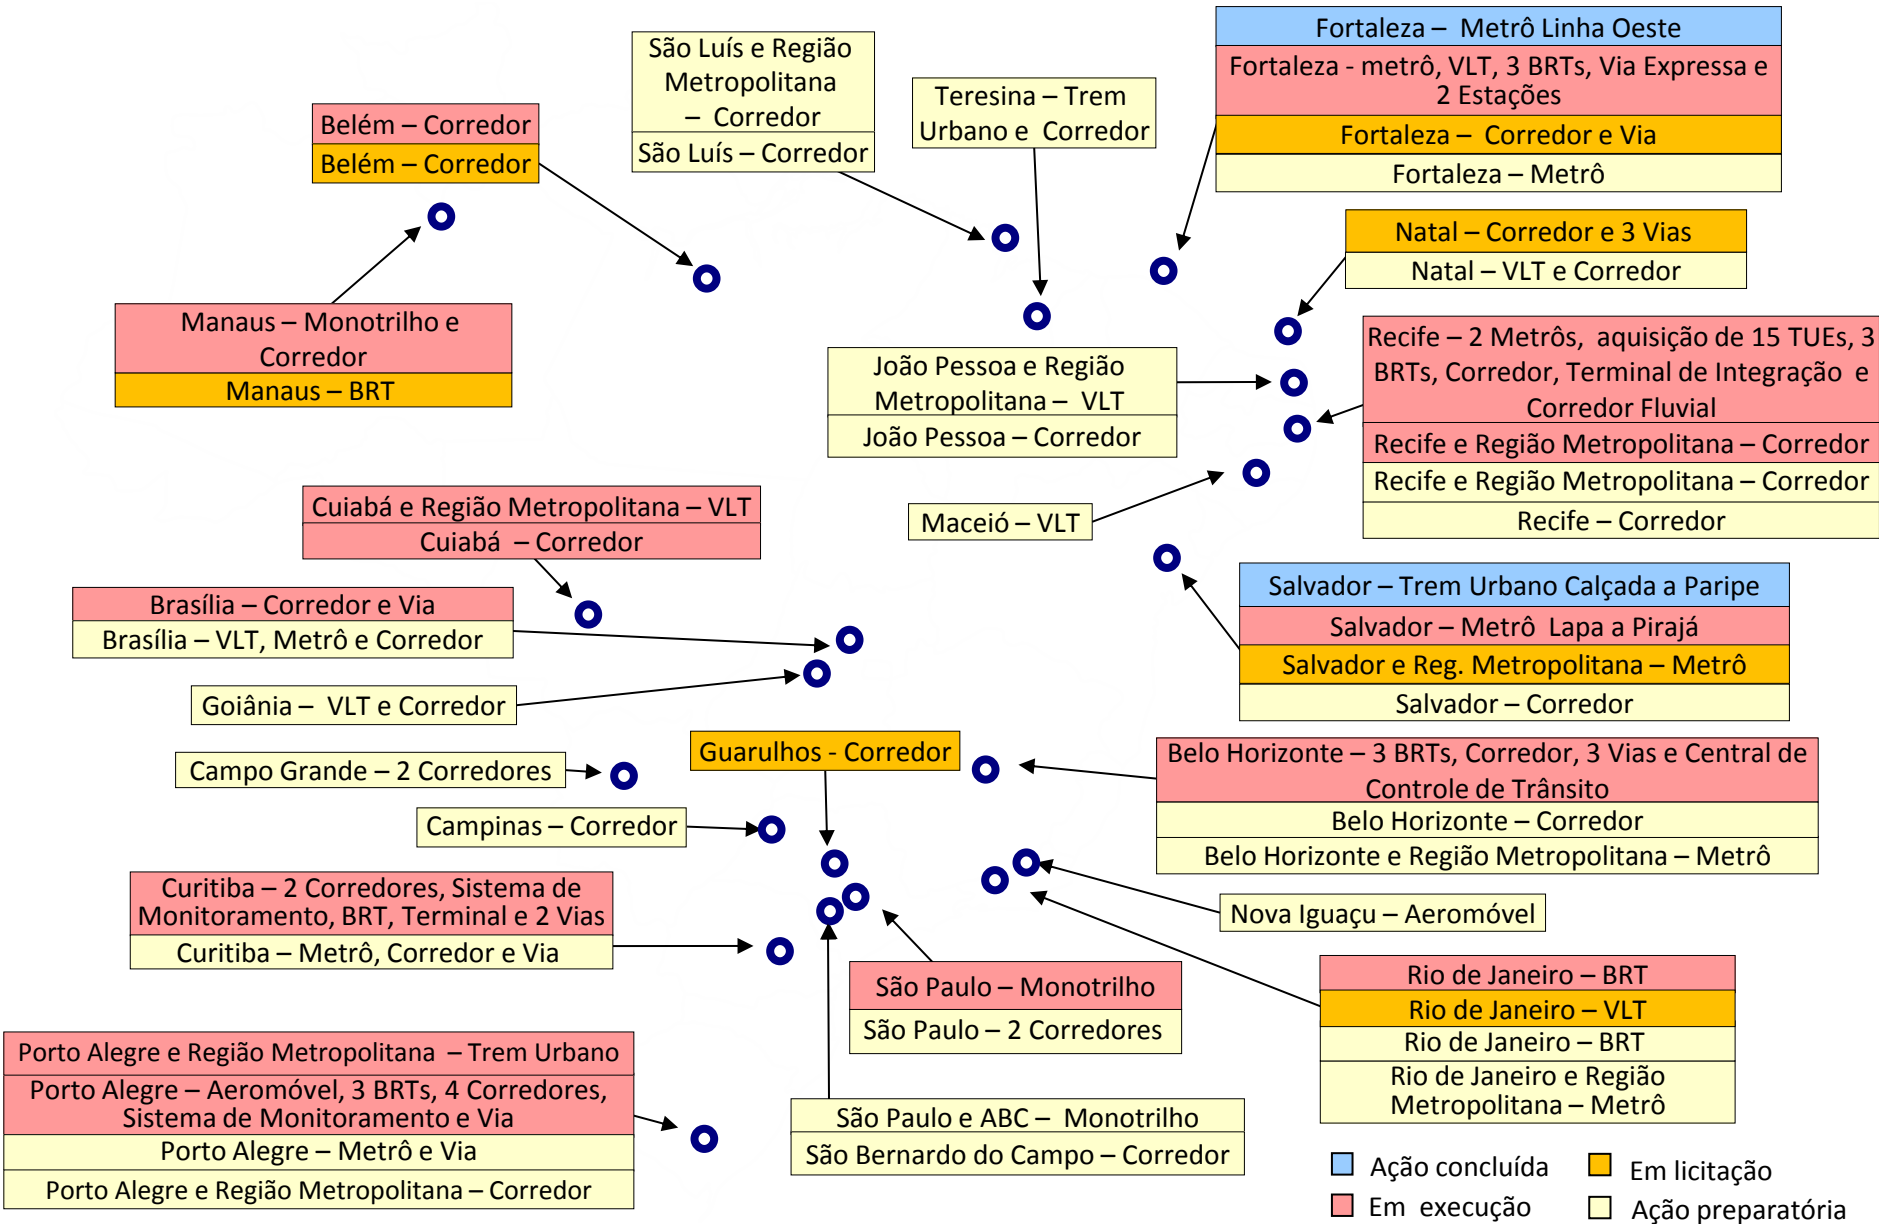 Fortaleza – Metrô Linha Oeste
Fortaleza - metrô, VLT, 3 BRTs, Via Expressa e
2 Estações
Fortaleza – Corredor e Via
Fortaleza – Metrô
São Luís e Região
Metropolitana
– Corredor
São Luís – Corredor
Teresina – Trem
Urbano e Corredor
Belém – Corredor
Belém – Corredor
Natal – Corredor e 3 Vias
Natal – VLT e Corredor
Manaus – Monotrilho e
Corredor
Manaus – BRT
Recife – 2 Metrôs, aquisição de 15 TUEs, 3
BRTs, Corredor, Terminal de Integração e
Corredor Fluvial
Recife e Região Metropolitana – Corredor
Recife e Região Metropolitana – Corredor
Recife – Corredor
João Pessoa e Região
Metropolitana – VLT
João Pessoa – Corredor
Maceió – VLT
Cuiabá e Região Metropolitana – VLT
Cuiabá – Corredor
Salvador – Trem Urbano Calçada a Paripe
Salvador – Metrô Lapa a Pirajá
Salvador e Reg. Metropolitana – Metrô
Salvador – Corredor
Brasília – Corredor e Via
Brasília – VLT, Metrô e Corredor
Goiânia – VLT e Corredor
Guarulhos - Corredor
Belo Horizonte – 3 BRTs, Corredor, 3 Vias e Central de
Controle de Trânsito
Belo Horizonte – Corredor
Belo Horizonte e Região Metropolitana – Metrô
Campo Grande – 2 Corredores
Campinas – Corredor
Curitiba – 2 Corredores, Sistema de
Monitoramento, BRT, Terminal e 2 Vias
Curitiba – Metrô, Corredor e Via
Nova Iguaçu – Aeromóvel
São Paulo – Monotrilho
São Paulo – 2 Corredores
Rio de Janeiro – BRT
Rio de Janeiro – VLT
Rio de Janeiro – BRT
Rio de Janeiro e Região
Metropolitana – Metrô
Porto Alegre e Região Metropolitana – Trem Urbano
Porto Alegre – Aeromóvel, 3 BRTs, 4 Corredores,
Sistema de Monitoramento e Via
Porto Alegre – Metrô e Via
Porto Alegre e Região Metropolitana – Corredor
São Paulo e ABC – Monotrilho
São Bernardo do Campo – Corredor
Ação concluída
Em licitação
Em execução
Ação preparatória